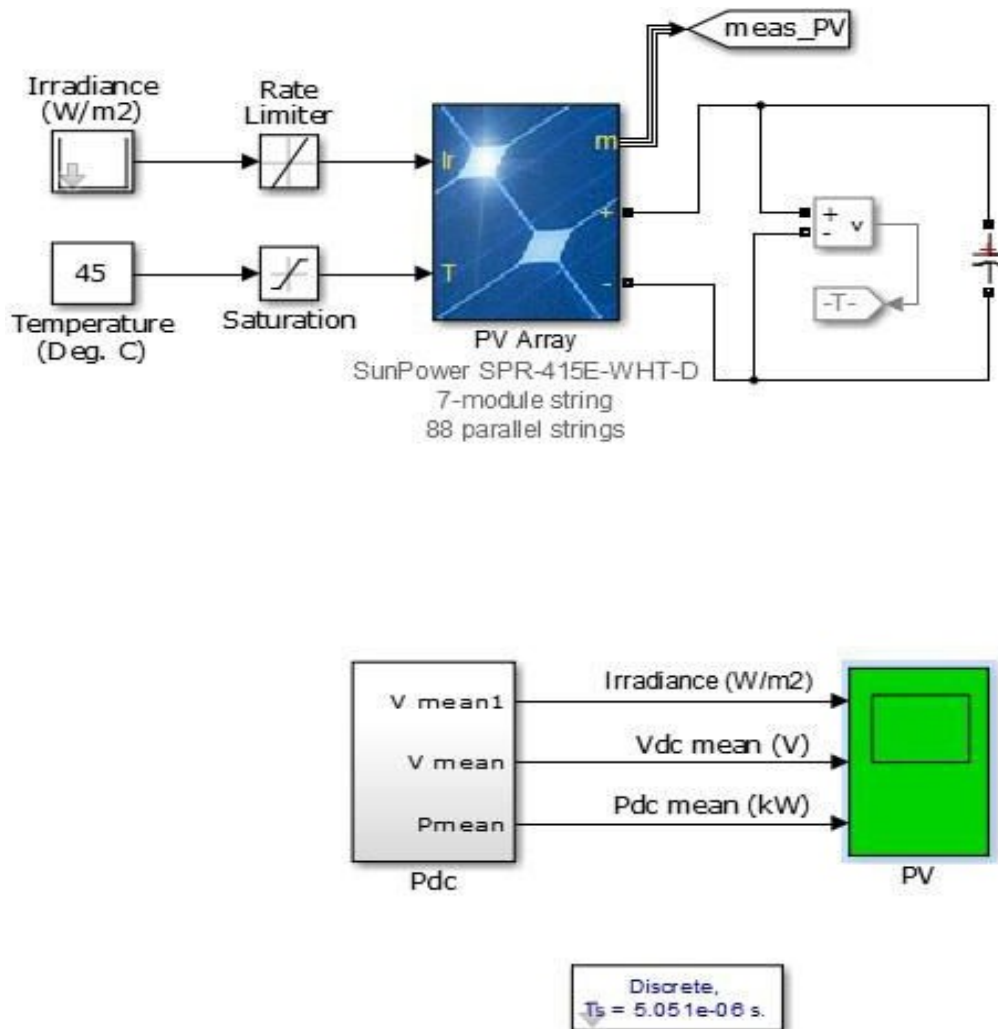 meas_PV
Irradiance
(W/m2)
Rate
Limiter
Ir
m
+
+
-
v
+
45
T
-
-T-
Temperature
(Deg. C)
Saturation
PV Array
SunPower SPR-415E-WHT-D
7-module string
88 parallel strings
V mean1
Irradiance (W/m2)
V mean
Vdc mean (V)
Pmean
Pdc mean (kW)
Pdc
PV
Discrete,
Ts = 5.051e-06 s.